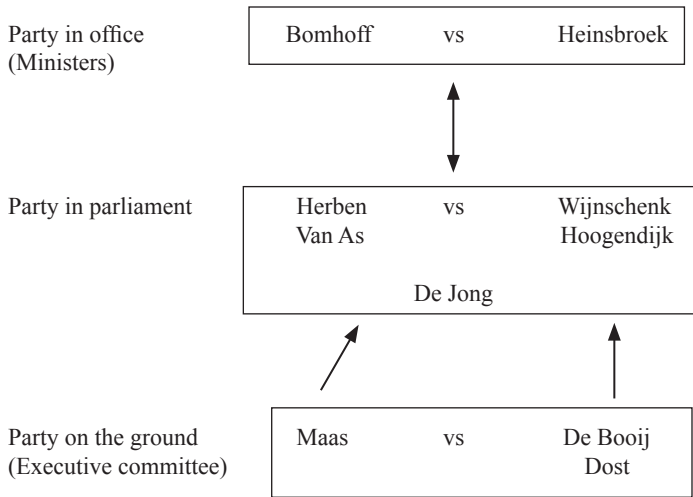 Party in office Bomhoff vs Heinsbroek
(Ministers)
Party in parliament Herben vs Wijnschenk
Van As Hoogendijk
De Jong
Party on the ground Maas vs De Booij
(Executive committee) Dost